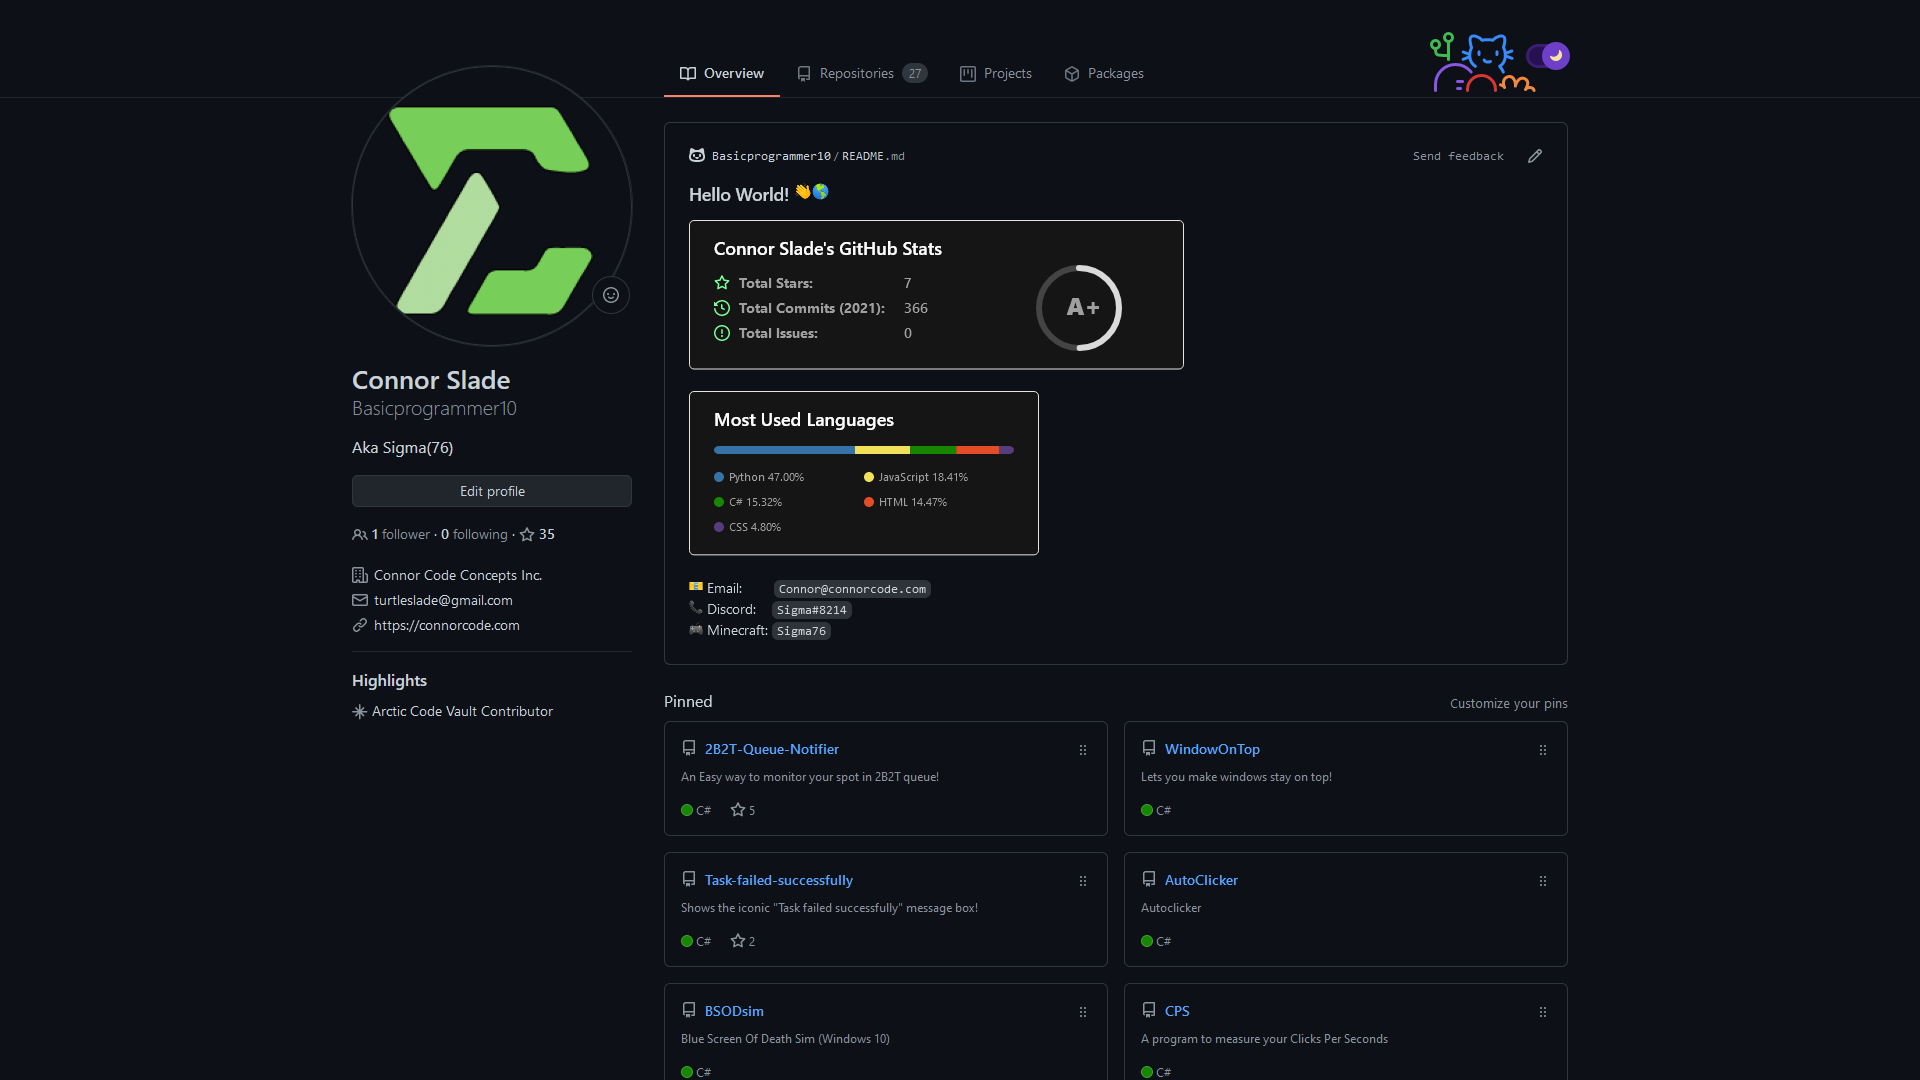 Overview
Repositories 27
Projects
Packages
Connor Slade
Basicprogrammer10
Aka Sigma(76)
Edit profile
1 follower · 0 following · 35
Connor Code Concepts Inc.
turtleslade@gmail.com
https://connorcode.com
Highlights
Arctic Code Vault Contributor
Basicprogrammer10/README.md
Send feedback
Hello World! 👋🌎
Connor Slade's GitHub Stats
Total Stars: 7
Total Commits (2021): 366
Total Issues: 0
A+
Most Used Languages
Python 47.00%
JavaScript 18.41%
C# 15.32%
HTML 14.47%
CSS 4.80%
Email: Connor@connorcode.com
Discord: Sigma#8214
Minecraft: Sigma76
Pinned
Customize your pins
2B2T-Queue-Notifier
An Easy way to monitor your spot in 2B2T queue!
C# 5
WindowOnTop
Lets you make windows stay on top!
C#
Task-failed-successfully
Shows the iconic "Task failed successfully" message box!
C# 2
AutoClicker
Autoclicker
C#
BSODsim
Blue Screen Of Death Sim (Windows 10)
C#
CPS
A program to measure your Clicks Per Seconds
C#